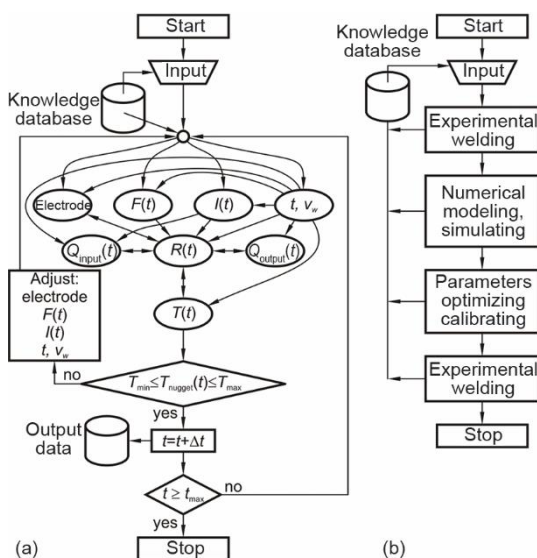 Start
Input
Knowledge
database
Electrode
F(t)
I(t)
t, v_w
Q_input(t)
R(t)
Q_output(t)
Adjust:
electrode
F(t)
I(t)
t, v_w
T(t)
no
T_min≤T_nugget(t)≤T_max
yes
Output
data
t=t+Δt
t ≥ t_max
no
yes
Stop
(a)
Knowledge
database
Start
Input
Experimental
welding
Numerical
modeling,
simulating
Parameters
optimizing
calibrating
Experimental
welding
Stop
(b)